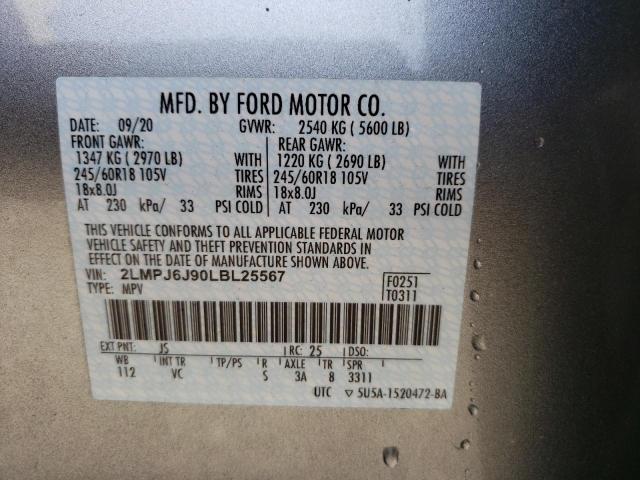 MFD. BY FORD MOTOR CO.
DATE: 09/20 GVWR: 2540 KG ( 5600 LB)
FRONT GAWR: REAR GAWR:
1347 KG ( 2970 LB) WITH 1220 KG ( 2690 LB) WITH
245/60R18 105V TIRES 245/60R18 105V TIRES
18x8.0J RIMS 18x8.0J RIMS
AT 230 kPa/ 33 PSI COLD AT 230 kPa/ 33 PSI COLD
THIS VEHICLE CONFORMS TO ALL APPLICABLE FEDERAL MOTOR
VEHICLE SAFETY AND THEFT PREVENTION STANDARDS IN
EFFECT ON THE DATE OF MANUFACTURE SHOWN ABOVE.
VIN: 2LMPJ6J90LBL25567 F0251
TYPE: MPV T0311
EXT PNT: JS RC: 25 DSO:
WB INT TR TP/PS R AXLE TR SPR
112 VC S 3A 8 3311
UTC ▽ 5U5A-1520472-BA